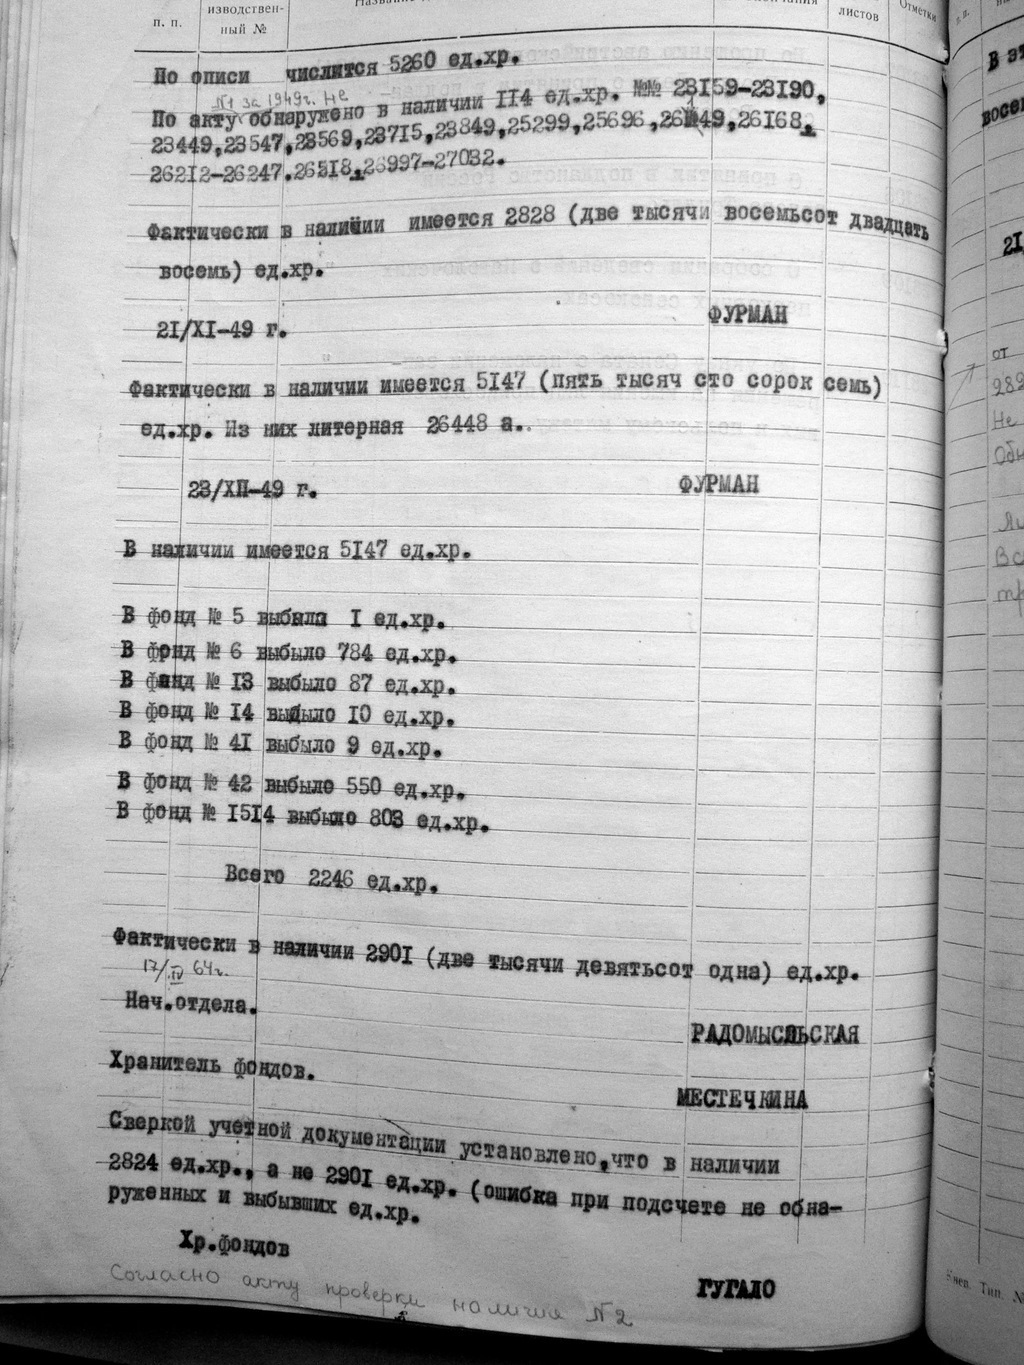 п. п.
изводствен-
ный №
листов
Отметки
По описи числится 5260 ед.хр.
№1 за 1949г. Не
По акту обнаружено в наличии 114 ед.хр. №№ 23159-23190,
23449,23547,23569,23715,23849,25299,25696,26149,26168,
26212-26247.26518,26997-27032.
Фактически в наличии имеется 2828 (две тысячи восемьсот двадцать
восемь) ед.хр.
21/XI-49 г. ФУРМАН
Фактически в наличии имеется 5147 (пять тысяч сто сорок семь)
ед.хр. Из них литерная 26448 а..
23/XII-49 г. ФУРМАН
В наличии имеется 5147 ед.хр.
В фонд № 5 выбыла 1 ед.хр.
В фонд № 6 выбыло 784 ед.хр.
В фонд № 13 выбыло 87 ед.хр.
В фонд № 14 выбыло 10 ед.хр.
В фонд № 41 выбыло 9 ед.хр.
В фонд № 42 выбыло 550 ед.хр.
В фонд № 1514 выбыло 803 ед.хр.
Всего 2246 ед.хр.
Фактически в наличии 2901 (две тысячи девятьсот одна) ед.хр.
17/IV 64г.
Нач.отдела. РАДОМЫСЛЬСКАЯ
Хранитель фондов. МЕСТЕЧКИНА
Сверкой учетной документации установлено,что в наличии
2824 ед.хр., а не 2901 ед.хр. (ошибка при подсчете не обна-
руженных и выбывших ед.хр.
Хр.фондов ГУГАЛО
Согласно акту проверки наличия №2